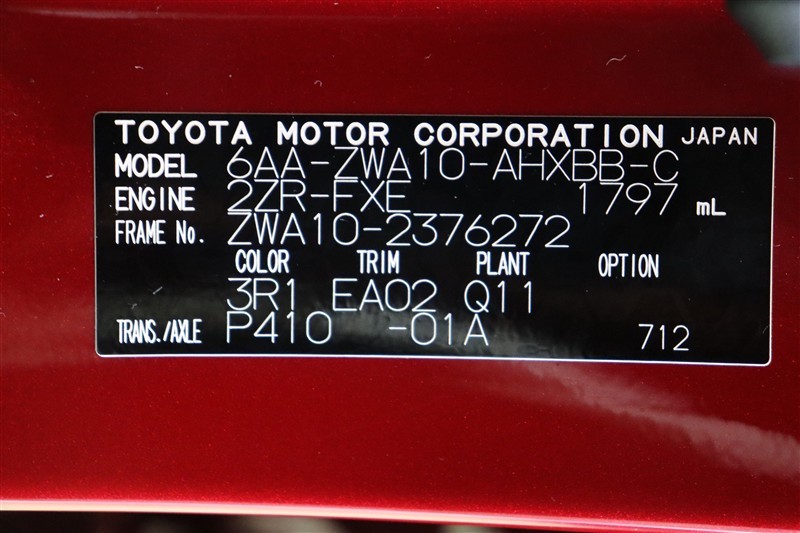 TOYOTA MOTOR CORPORATION JAPAN
MODEL 6AA-ZWA10-AHXBB-C
ENGINE 2ZR-FXE 1797 mL
FRAME No. ZWA10-2376272
COLOR TRIM PLANT OPTION
3R1 EA02 Q11
TRANS./AXLE P410 -01A 712